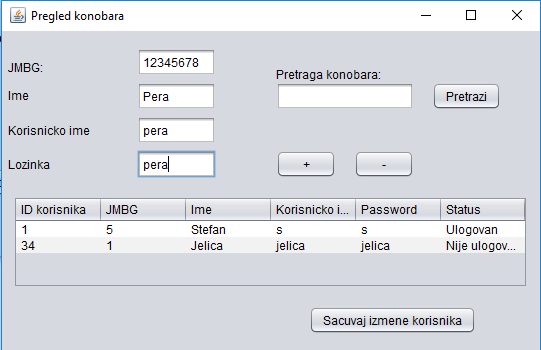 Pregled konobara
JMBG:
12345678
Pretraga konobara:
Ime
Pera
Pretrazi
Korisnicko ime
pera
Lozinka
pera
+
-
ID korisnika JMBG Ime Korisnicko i... Password Status
1 5 Stefan s s Ulogovan
34 1 Jelica jelica jelica Nije ulogov...
Sacuvaj izmene korisnika